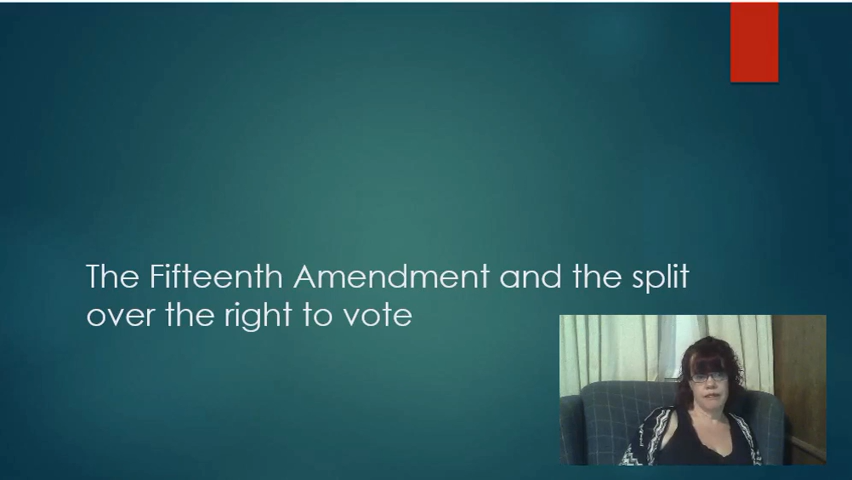 The Fifteenth Amendment and the split
over the right to vote